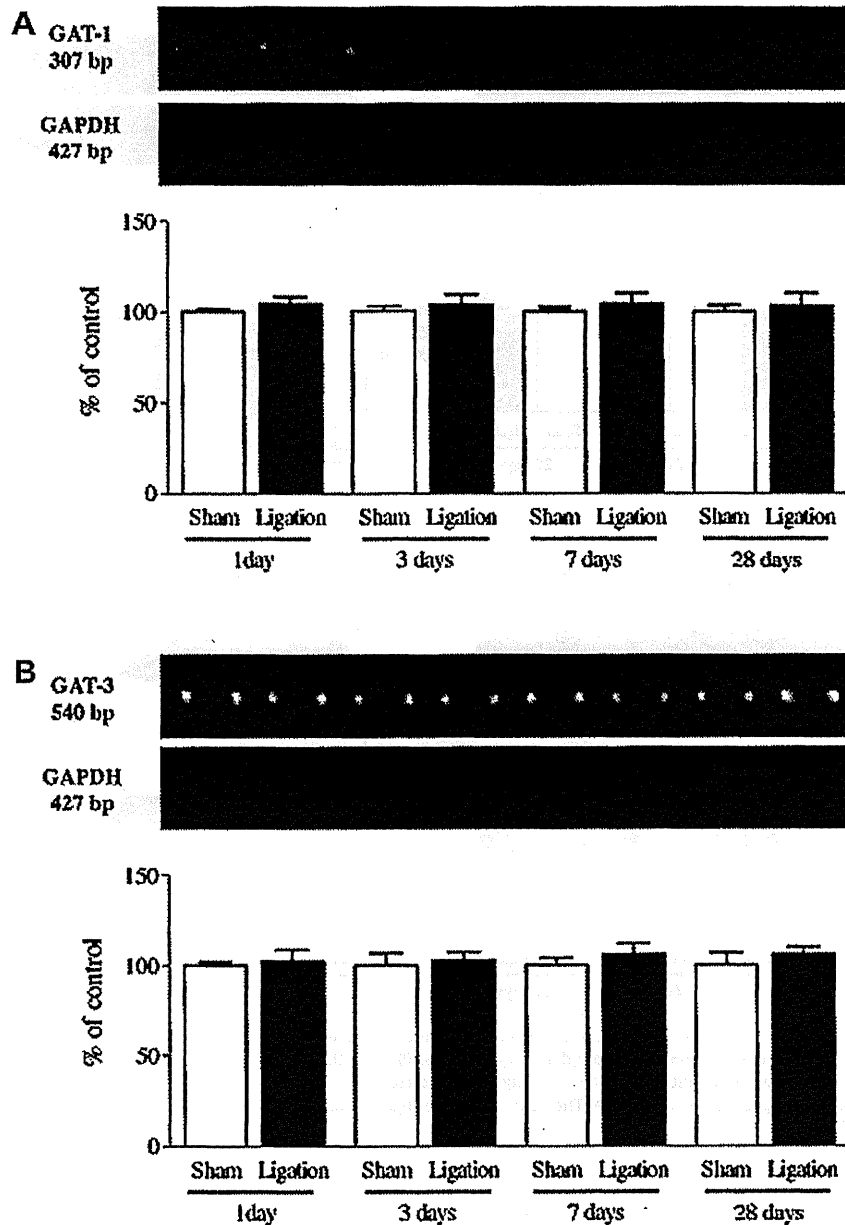 A
GAT-1
307 bp
GAPDH
427 bp
150
100
50
0
% of control
Sham Ligation Sham Ligation Sham Ligation Sham Ligation
1day 3 days 7 days 28 days
B
GAT-3
540 bp
GAPDH
427 bp
150
100
50
0
% of control
Sham Ligation Sham Ligation Sham Ligation Sham Ligation
1day 3 days 7 days 28 days